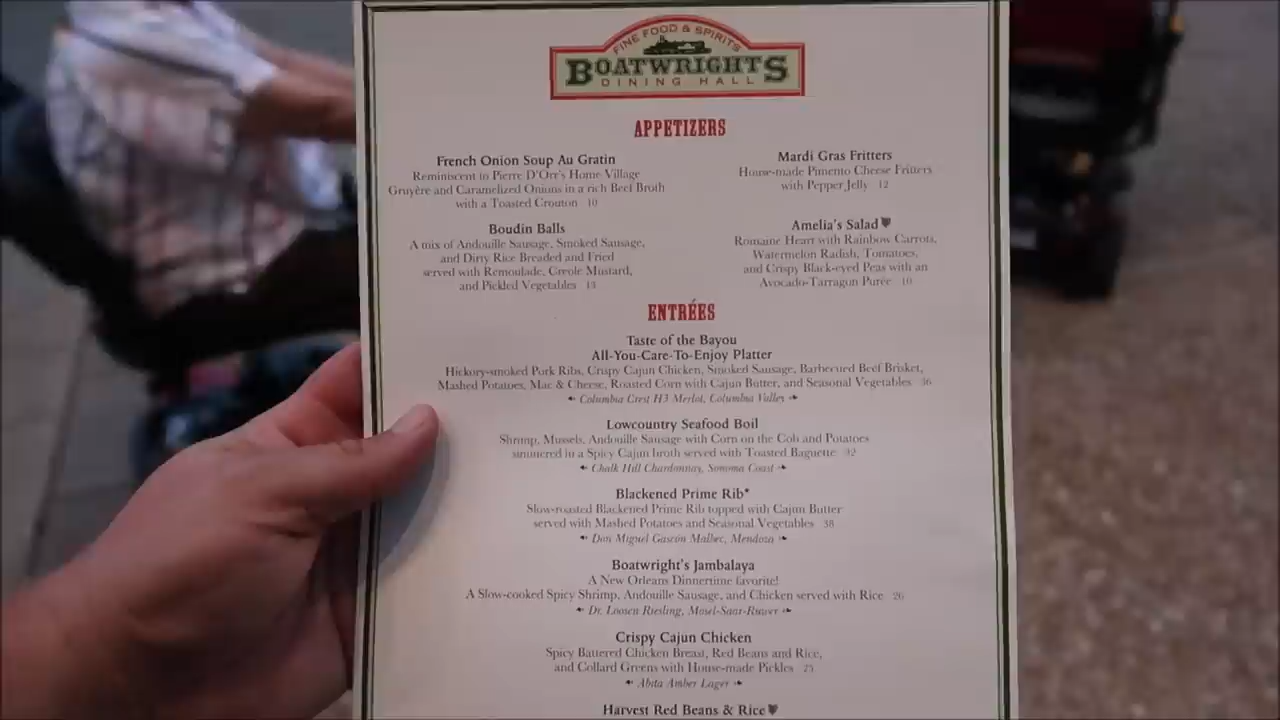 FINE FOOD & SPIRITS
BOATWRIGHTS
DINING HALL
APPETIZERS
French Onion Soup Au Gratin
Reminiscent to Pierre D'Orr's Home Village
Gruyère and Caramelized Onions in a rich Beef Broth
with a Toasted Crouton 10
Boudin Balls
A mix of Andouille Sausage, Smoked Sausage,
and Dirty Rice Breaded and Fried
served with Remoulade, Creole Mustard,
and Pickled Vegetables 13
Mardi Gras Fritters
House-made Pimento Cheese Fritters
with Pepper Jelly 12
Amelia's Salad
Romaine Heart with Rainbow Carrots,
Watermelon Radish, Tomatoes,
and Crispy Black-eyed Peas with an
Avocado-Tarragon Purée 10
ENTRÉES
Taste of the Bayou
All-You-Care-To-Enjoy Platter
Hickory-smoked Pork Ribs, Crispy Cajun Chicken, Smoked Sausage, Barbecued Beef Brisket,
Mashed Potatoes, Mac & Cheese, Roasted Corn with Cajun Butter, and Seasonal Vegetables 36
Columbia Crest H3 Merlot, Columbia Valley
Lowcountry Seafood Boil
Shrimp, Mussels, Andouille Sausage with Corn on the Cob and Potatoes
simmered in a Spicy Cajun broth served with Toasted Baguette 32
Chalk Hill Chardonnay, Sonoma Coast
Blackened Prime Rib*
Slow-roasted Blackened Prime Rib topped with Cajun Butter
served with Mashed Potatoes and Seasonal Vegetables 38
Don Miguel Gascón Malbec, Mendoza
Boatwright's Jambalaya
A New Orleans Dinnertime favorite!
A Slow-cooked Spicy Shrimp, Andouille Sausage, and Chicken served with Rice 26
Dr. Loosen Riesling, Mosel-Saar-Ruwer
Crispy Cajun Chicken
Spicy Battered Chicken Breast, Red Beans and Rice,
and Collard Greens with House-made Pickles 25
Abita Amber Lager
Harvest Red Beans & Rice